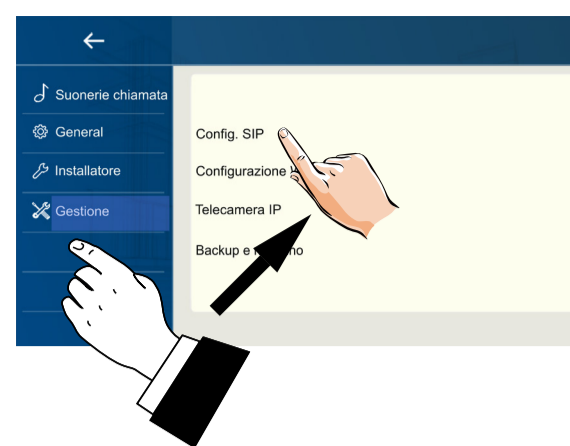 Suonerie chiamata
General
Installatore
Gestione
Config. SIP
Configurazione
Telecamera IP
Backup e